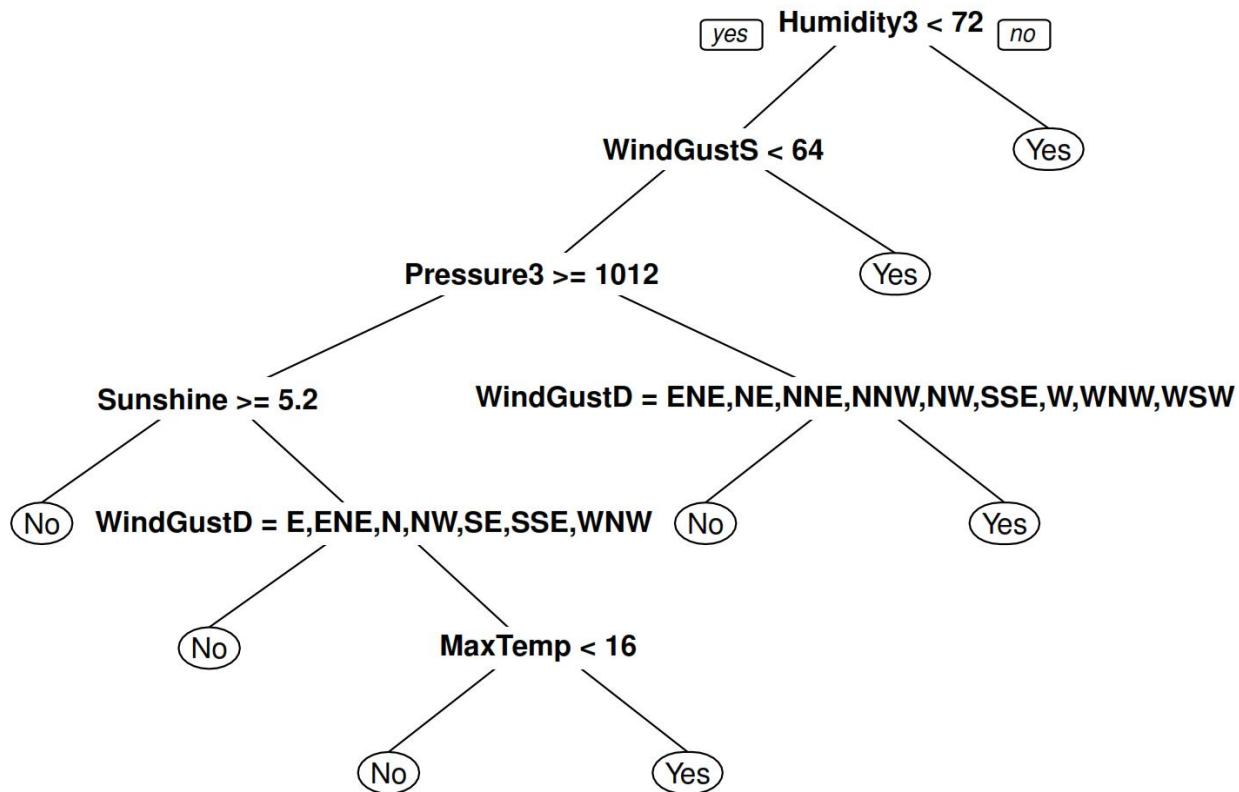 yes Humidity3 < 72 no
WindGustS < 64 Yes
Pressure3 >= 1012 Yes
Sunshine >= 5.2 WindGustD = ENE,NE,NNE,NNW,NW,SSE,W,WNW,WSW
No WindGustD = E,ENE,N,NW,SE,SSE,WNW No Yes
No MaxTemp < 16
No Yes